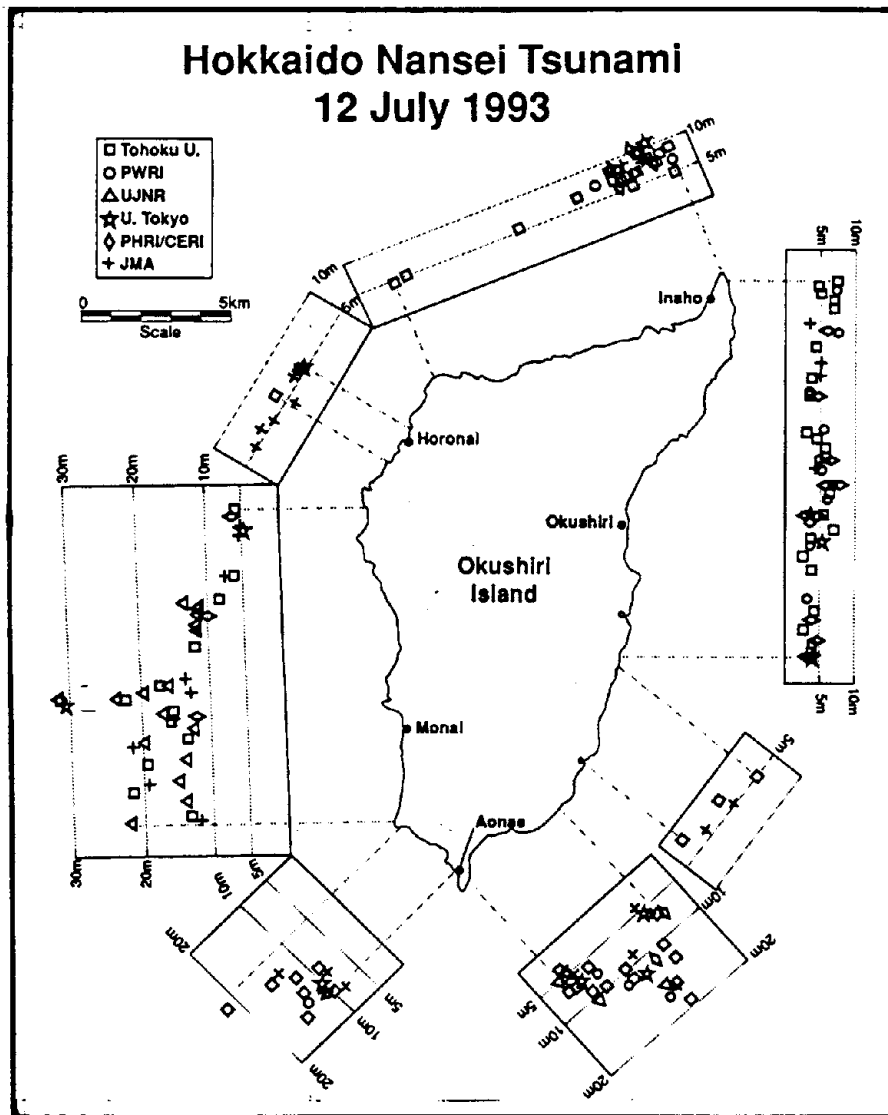 Hokkaido Nansei Tsunami
12 July 1993
Tohoku U.
PWRI
UJNR
U. Tokyo
PHRI/CERI
JMA
0 5km
Scale
10m
5m
10m
5m
5m
10m
Inaho
Horonai
30m
20m
10m
Okushiri
Okushiri
Island
Monai
Aonae
5m
10m
5m
30m
20m
10m
5m
10m
20m
5m
10m
20m
10m
20m
5m
10m
20m